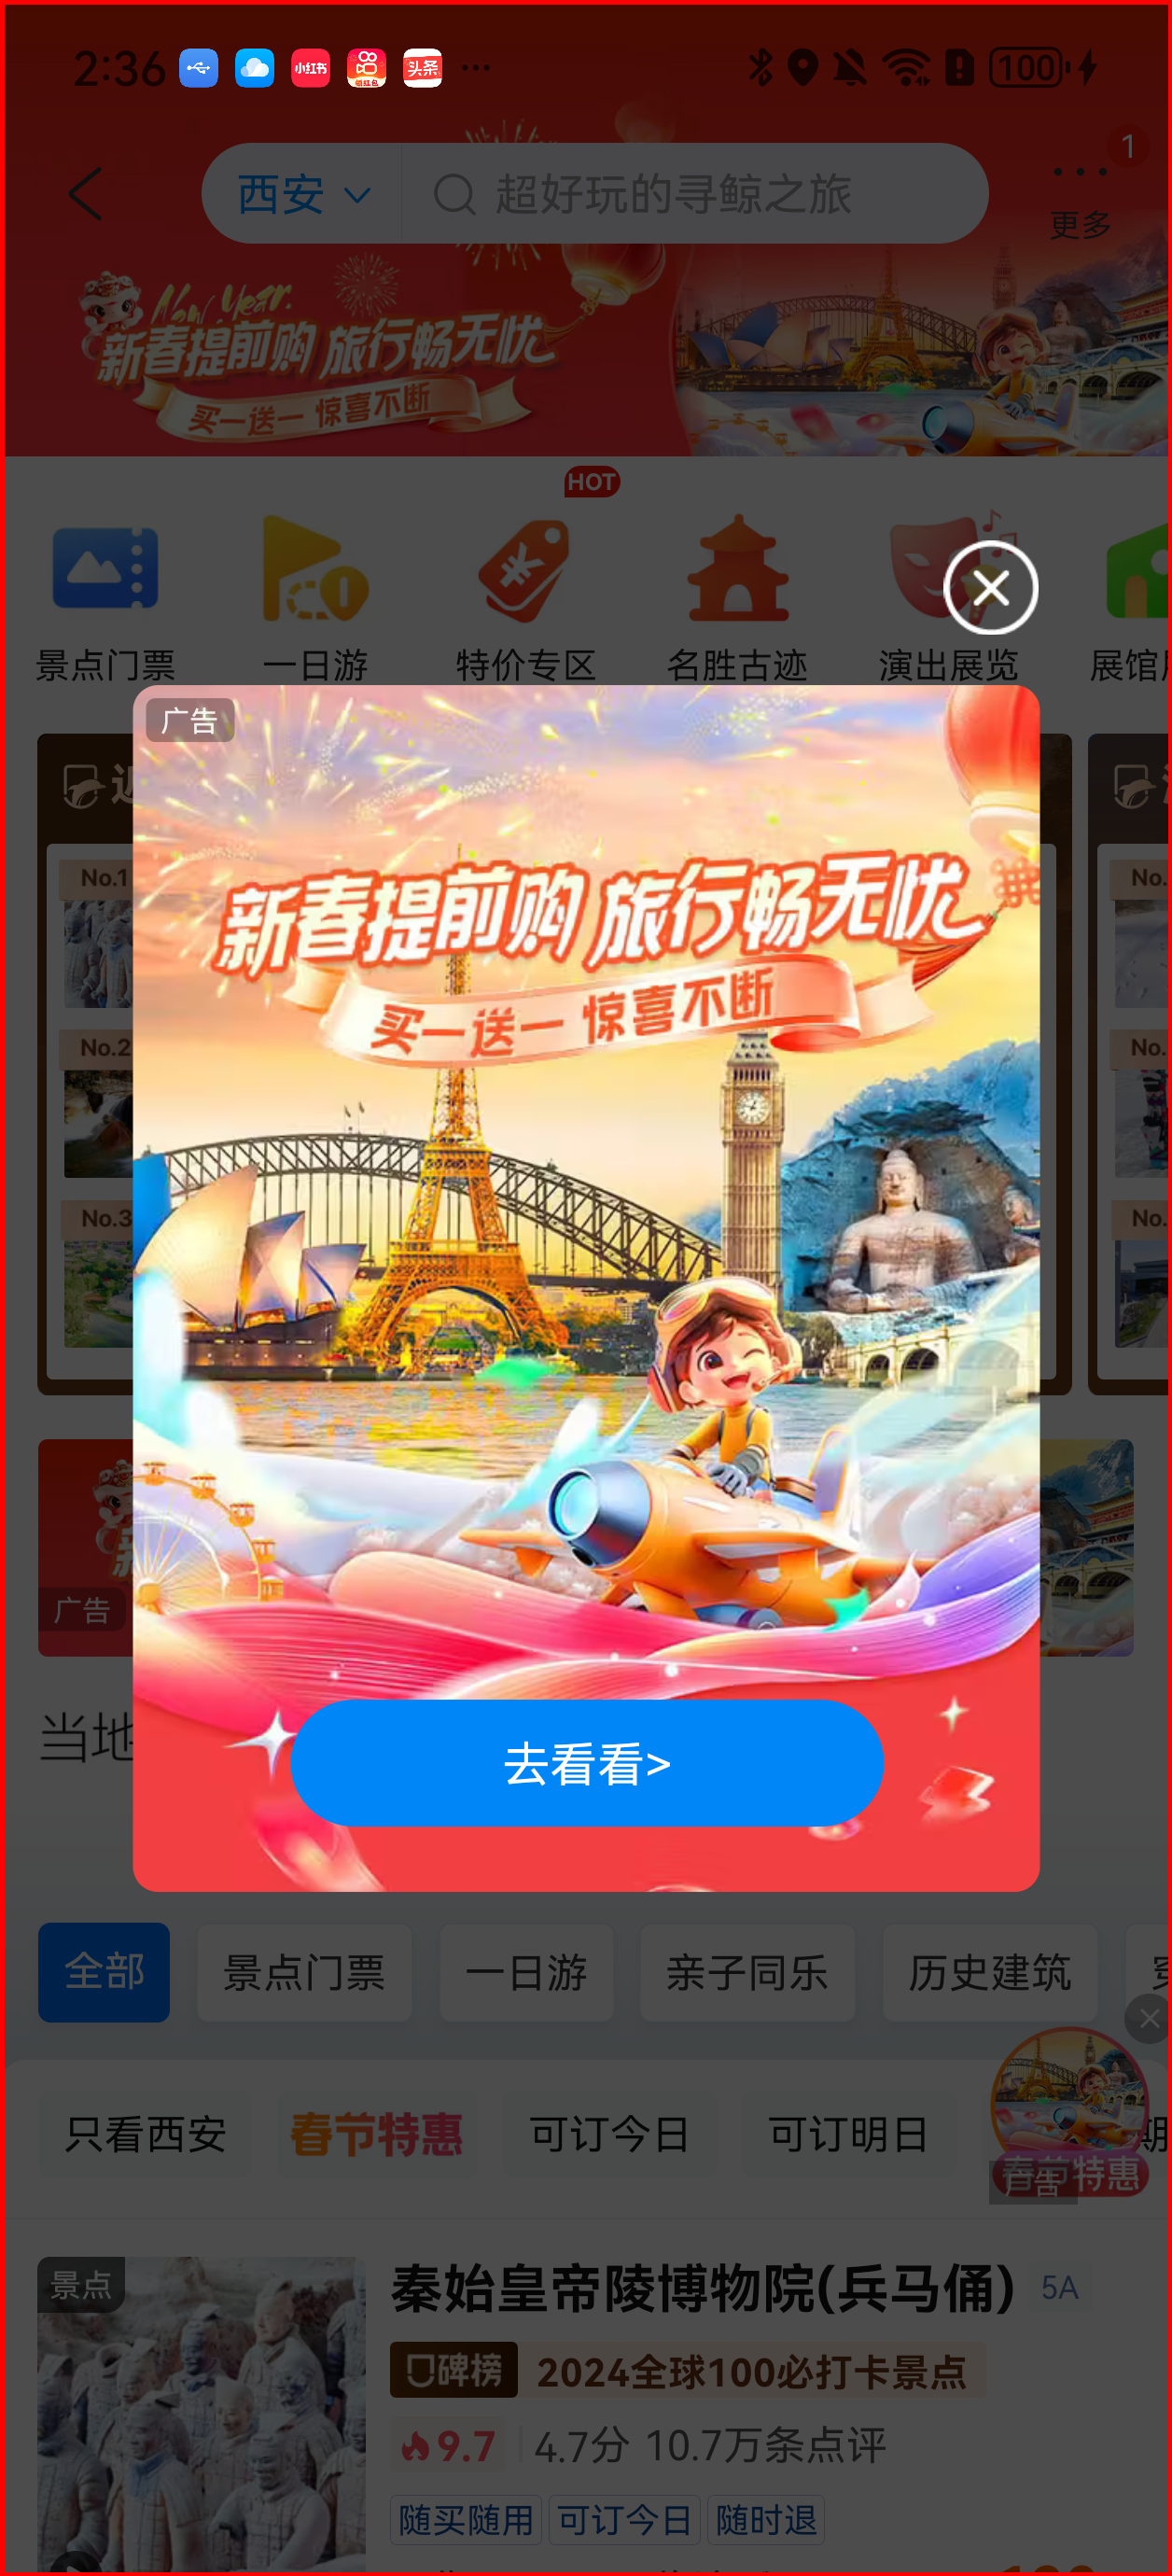 2:36 小红书 领红包 头条 ... 100
西安 超好玩的寻鲸之旅 更多 1
New Year.
新春提前购 旅行畅无忧
买一送一 惊喜不断
HOT
景点门票 一日游 特价专区 名胜古迹 演出展览 展馆
广告
No.1
No.2
No.3
No.
No.
No.
新春提前购 旅行畅无忧
买一送一 惊喜不断
广告
当地
去看看>
全部 景点门票 一日游 亲子同乐 历史建筑
只看西安 春节特惠 可订今日 可订明日 期
春节特惠
广告
景点
秦始皇帝陵博物院(兵马俑) 5A
口碑榜 2024全球100必打卡景点
9.7 4.7分 10.7万条点评
随买随用 可订今日 随时退